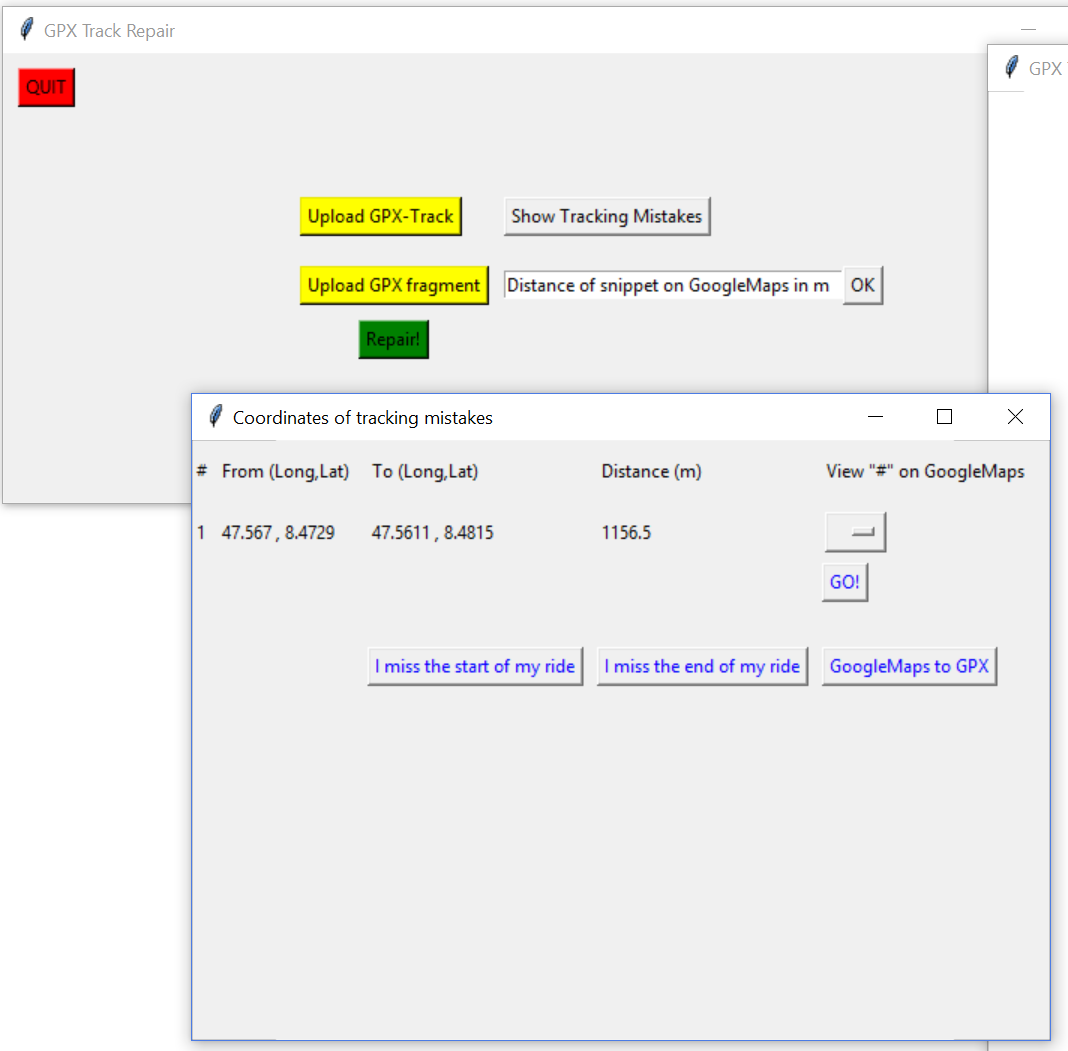 GPX Track Repair
GPX
QUIT
Upload GPX-Track Show Tracking Mistakes
Upload GPX fragment Distance of snippet on GoogleMaps in m OK
Repair!
Coordinates of tracking mistakes
# From (Long,Lat) To (Long,Lat) Distance (m) View "#" on GoogleMaps
1 47.567 , 8.4729 47.5611 , 8.4815 1156.5
GO!
I miss the start of my ride I miss the end of my ride GoogleMaps to GPX